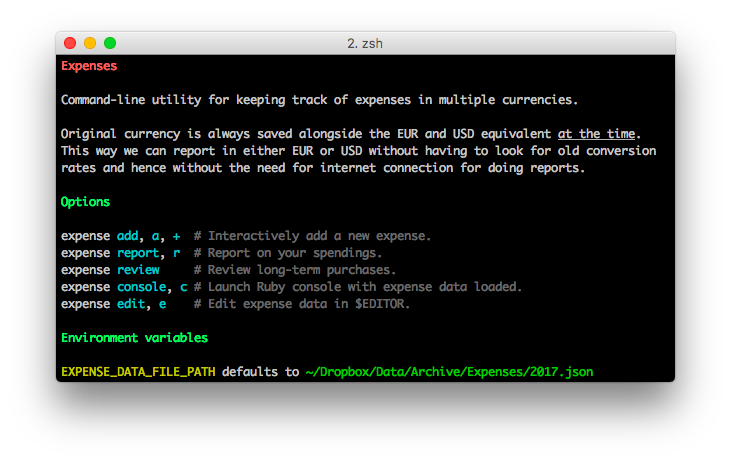 2. zsh
Expenses
Command-line utility for keeping track of expenses in multiple currencies.
Original currency is always saved alongside the EUR and USD equivalent at the time.
This way we can report in either EUR or USD without having to look for old conversion
rates and hence without the need for internet connection for doing reports.
Options
expense add, a, +  # Interactively add a new expense.
expense report, r  # Report on your spendings.
expense review     # Review long-term purchases.
expense console, c # Launch Ruby console with expense data loaded.
expense edit, e    # Edit expense data in $EDITOR.
Environment variables
EXPENSE_DATA_FILE_PATH defaults to ~/Dropbox/Data/Archive/Expenses/2017.json